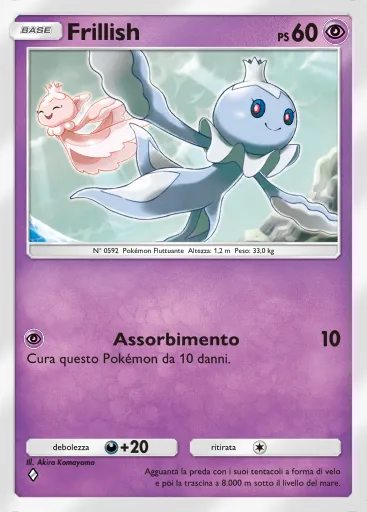 BASE Frillish PS 60
N° 0592 Pokémon Fluttuante Altezza: 1,2 m Peso: 33,0 kg
Assorbimento 10
Cura questo Pokémon da 10 danni.
debolezza +20 ritirata
Ill. Akira Komayama
Agguanta la preda con i suoi tentacoli a forma di velo
e poi la trascina a 8.000 m sotto il livello del mare.